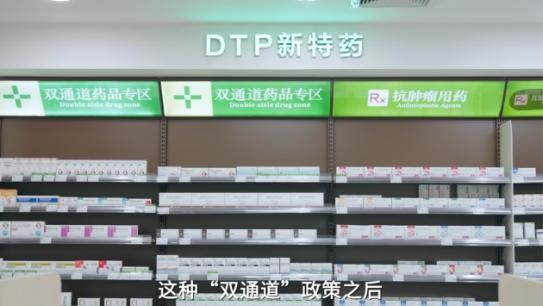 DTP新特药
双通道药品专区
Double aisle drug zone
双通道药品专区
Double aisle drug zone
Rx 抗肿瘤用药
Antineoplastic Agents
Rx
这种“双通道”政策之后